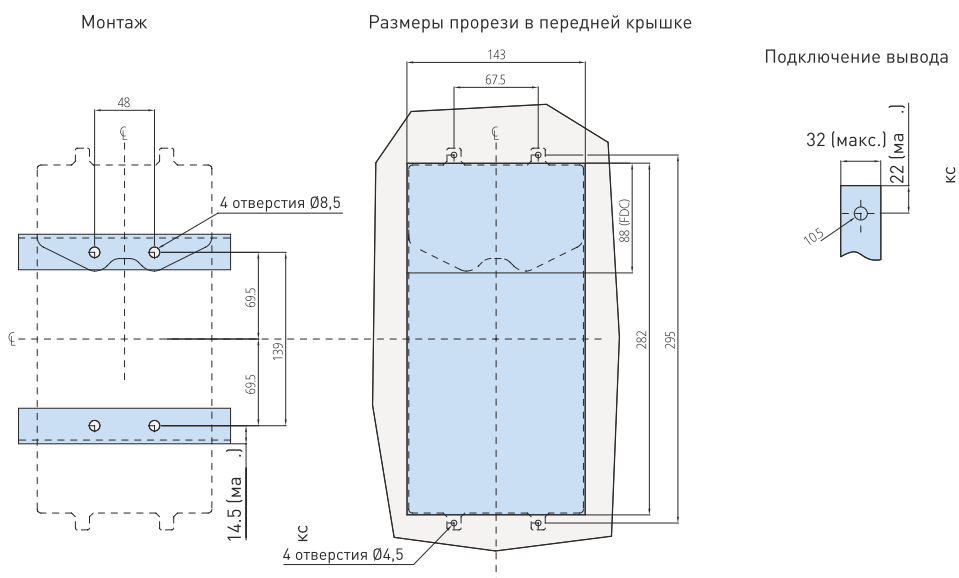 Монтаж
Размеры прорези в передней крышке
Подключение вывода
143
67.5
48
℄
℄
32 (макс.)
22 (ма .)
кс
4 отверстия Ø8,5
88 (FDC)
10.5
69.5
139
69.5
℄
282
295
14.5 (ма .)
кс
4 отверстия Ø4,5